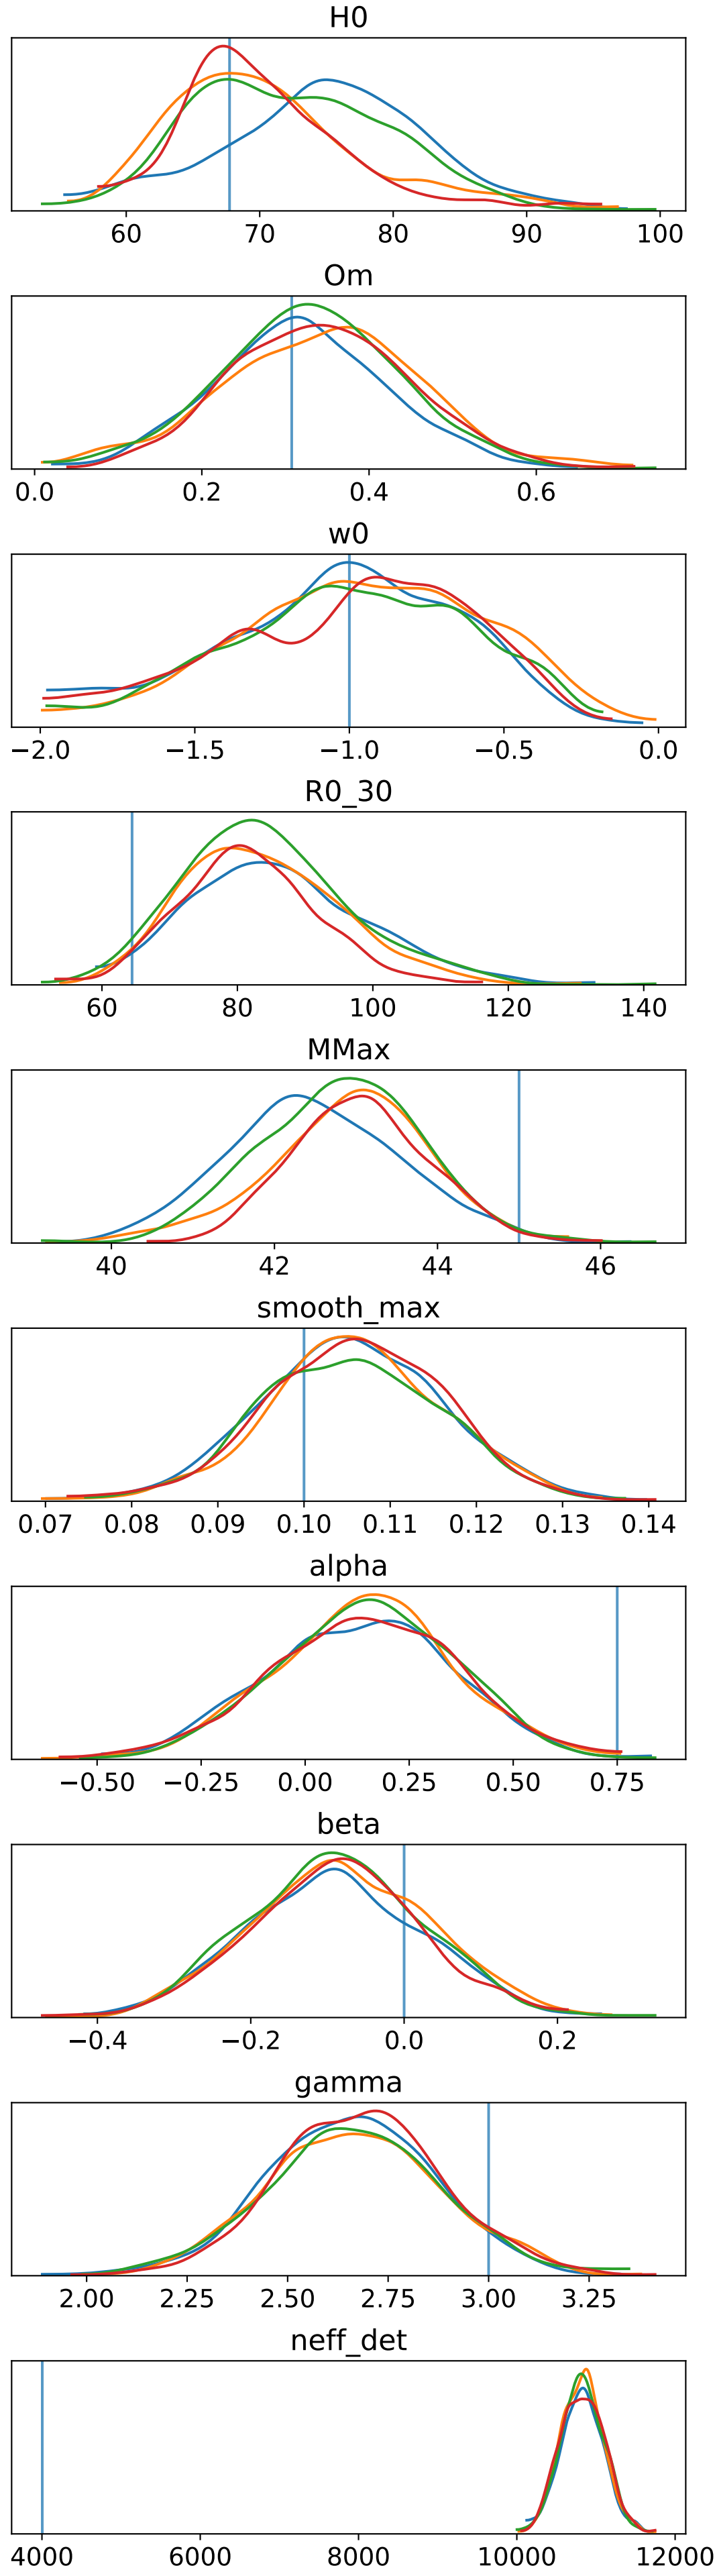 H0
60 70 80 90 100
Om
0.0 0.2 0.4 0.6
w0
−2.0 −1.5 −1.0 −0.5 0.0
R0_30
60 80 100 120 140
MMax
40 42 44 46
smooth_max
0.07 0.08 0.09 0.10 0.11 0.12 0.13 0.14
alpha
−0.50 −0.25 0.00 0.25 0.50 0.75
beta
−0.4 −0.2 0.0 0.2
gamma
2.00 2.25 2.50 2.75 3.00 3.25
neff_det
4000 6000 8000 10000 12000